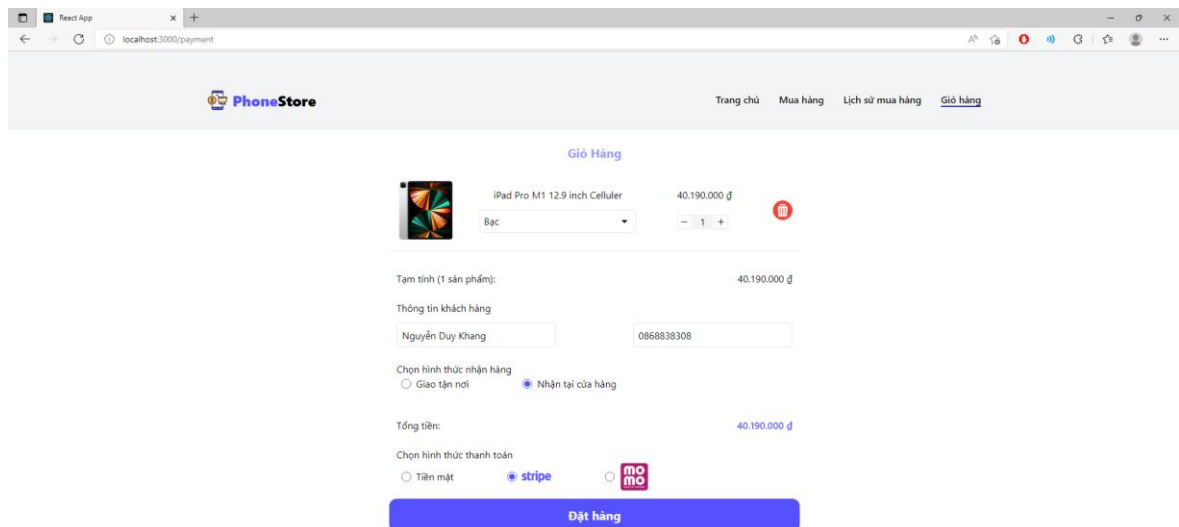 React App
localhost:3000/payment
PhoneStore
Trang chủ Mua hàng Lịch sử mua hàng Giỏ hàng
Giỏ Hàng
iPad Pro M1 12.9 inch Celluler 40.190.000 ₫
Bạc - 1 +
Tạm tính (1 sản phẩm): 40.190.000 ₫
Thông tin khách hàng
Nguyễn Duy Khang 0868838308
Chọn hình thức nhận hàng
Giao tận nơi Nhận tại cửa hàng
Tổng tiền: 40.190.000 ₫
Chọn hình thức thanh toán
Tiền mặt stripe mo mo
Đặt hàng